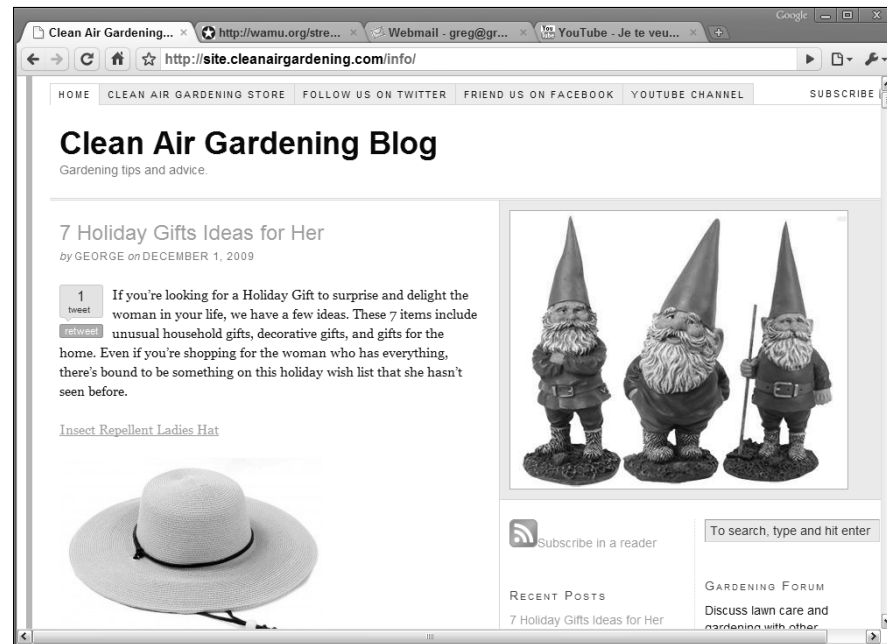 Google
Clean Air Gardening...
http://wamu.org/stre...
Webmail - greg@gr...
YouTube - Je te veu...
http://site.cleanairgardening.com/info/
HOME
CLEAN AIR GARDENING STORE
FOLLOW US ON TWITTER
FRIEND US ON FACEBOOK
YOUTUBE CHANNEL
SUBSCRIBE
Clean Air Gardening Blog
Gardening tips and advice.
7 Holiday Gifts Ideas for Her
by GEORGE on DECEMBER 1, 2009
1
tweet
retweet
If you're looking for a Holiday Gift to surprise and delight the
woman in your life, we have a few ideas. These 7 items include
unusual household gifts, decorative gifts, and gifts for the
home. Even if you're shopping for the woman who has everything,
there's bound to be something on this holiday wish list that she hasn't
seen before.
Insect Repellent Ladies Hat
Subscribe in a reader
RECENT POSTS
7 Holiday Gifts Ideas for Her
To search, type and hit enter
GARDENING FORUM
Discuss lawn care and
gardening with other